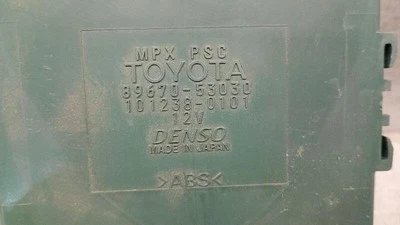 MPX PSC
TOYOTA
89670-53030
101238-0101
12V
DENSO
MADE IN JAPAN
>ABS<